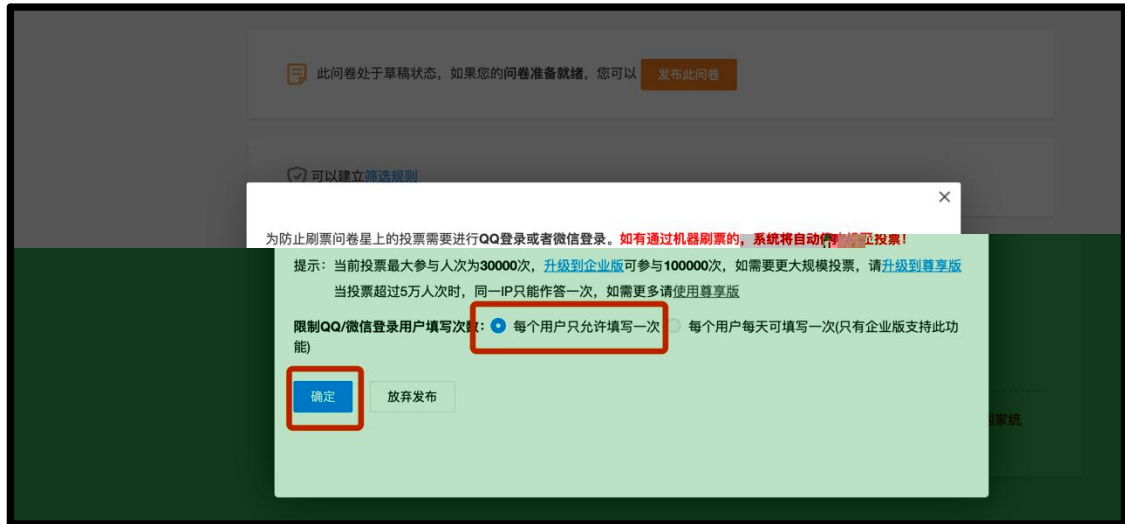 此问卷处于草稿状态，如果您的问卷准备就绪，您可以 发布此问卷
可以建立筛选规则
为防止刷票问卷星上的投票需要进行QQ登录或者微信登录。如有通过机器刷票的，系统将自动停 投票！
提示：当前投票最大参与人次为30000次，升级到企业版可参与100000次，如需要更大规模投票，请升级到尊享版
当投票超过5万人次时，同一IP只能作答一次，如需更多请使用尊享版
限制QQ/微信登录用户填写次数： 每个用户只允许填写一次 每个用户每天可填写一次(只有企业版支持此功
能)
确定 放弃发布
国家统